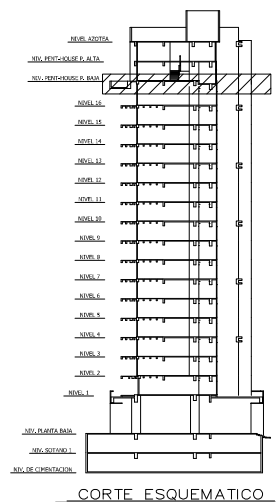 NIVEL AZOTEA
NIV. PENT-HOUSE P. ALTA
NIV. PENT-HOUSE P. BAJA
NIVEL 16
NIVEL 15
NIVEL 14
NIVEL 13
NIVEL 12
NIVEL 11
NIVEL 10
NIVEL 9
NIVEL 8
NIVEL 7
NIVEL 6
NIVEL 5
NIVEL 4
NIVEL 3
NIVEL 2
NIVEL 1
NIV. PLANTA BAJA
NIV. SOTANO 1
NIV. DE CIMENTACION
CORTE ESQUEMATICO